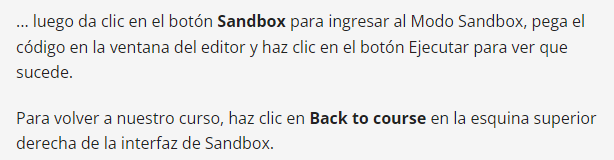 ... luego da clic en el botón Sandbox para ingresar al Modo Sandbox, pega el
código en la ventana del editor y haz clic en el botón Ejecutar para ver que
sucede.
Para volver a nuestro curso, haz clic en Back to course en la esquina superior
derecha de la interfaz de Sandbox.